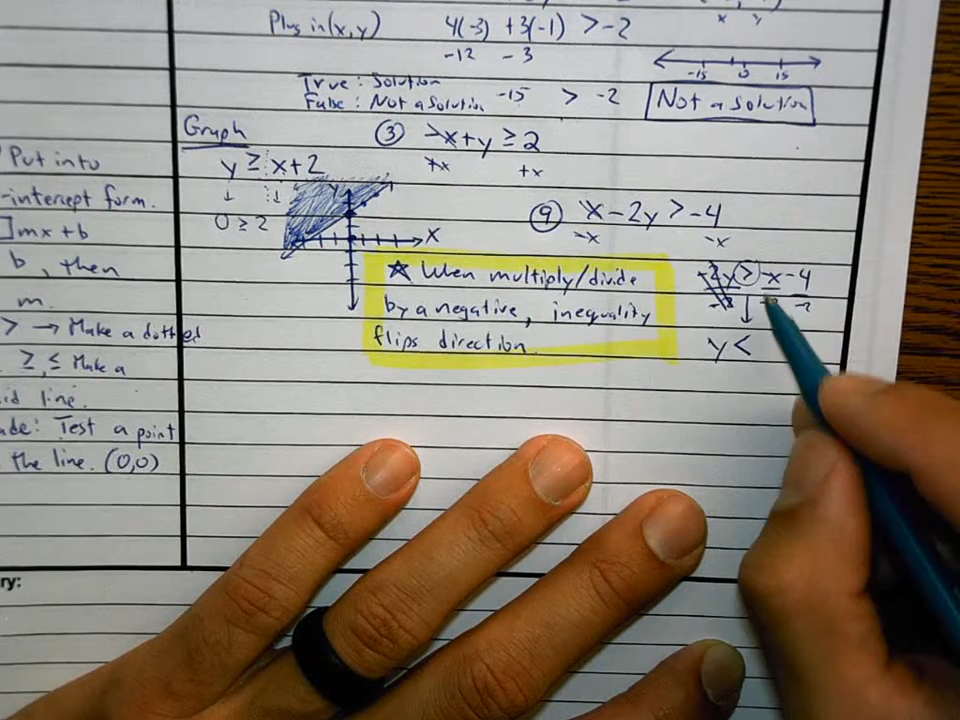 Plug in (x, y) 4(-3) + 3(-1) > -2
x y
-12 - 3
-15 0 15
True: Solution
False: Not a solution -15 > -2 Not a solution
Graph ③ -x+y ≥ 2
y ≥ x+2 +x +x
0 ≥ 2
Put into
-intercept form.
mx+b
b, then
m.
> → Make a dotted
≥, ≤ Make a
id line.
ade: Test a point
the line. (0,0)
y
x
⑨ x - 2y > -4
-x -x
★ When multiply/divide
by a negative, inequality
flips direction.
-2y > -x - 4
-2 -2 -2
y <
ry: